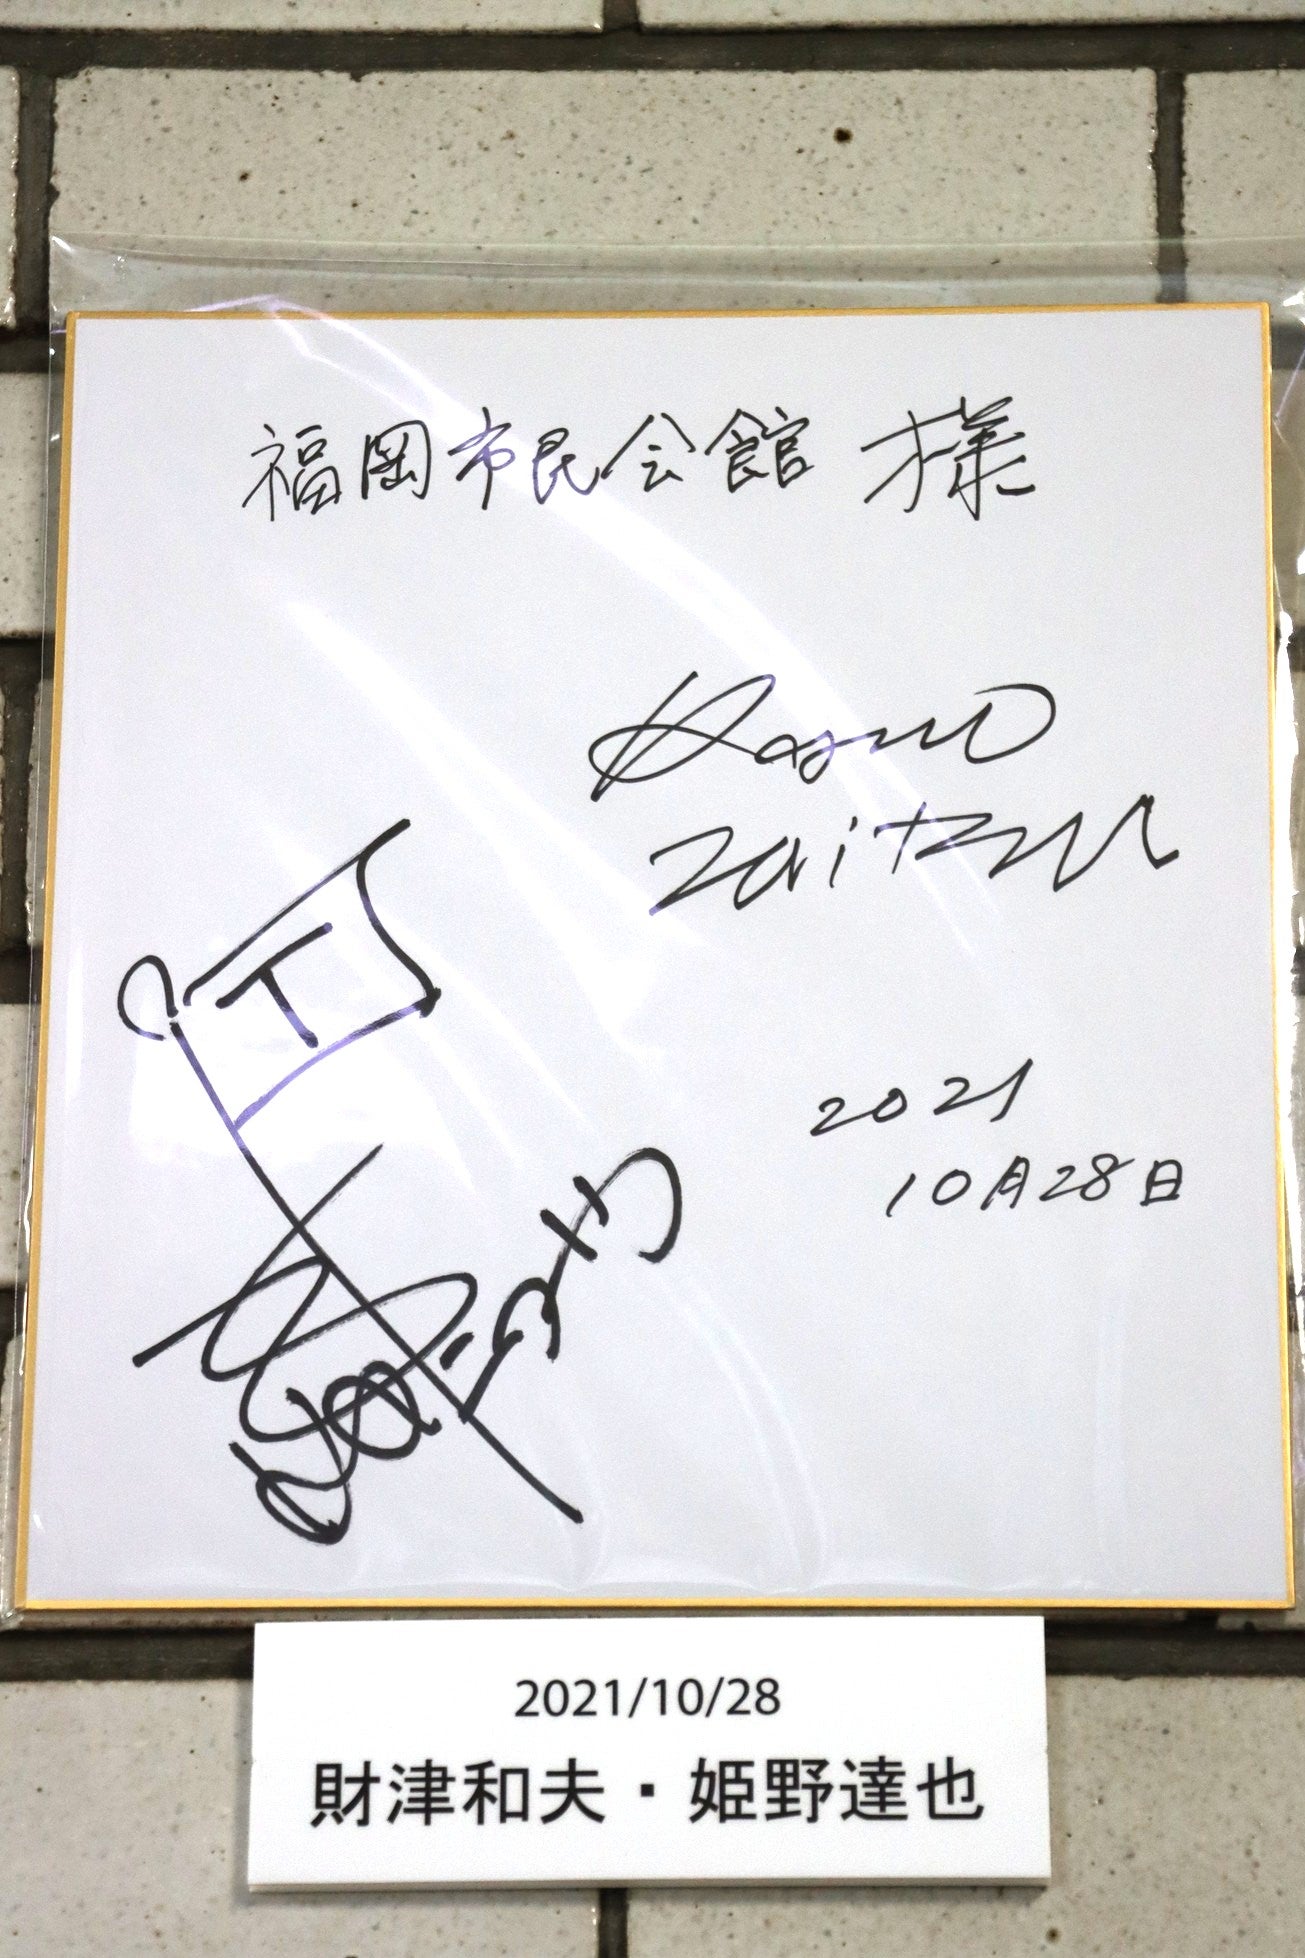 福岡市民会館 様
Kazuo
Zaitsu
2021
10月28日
2021/10/28
財津和夫・姫野達也